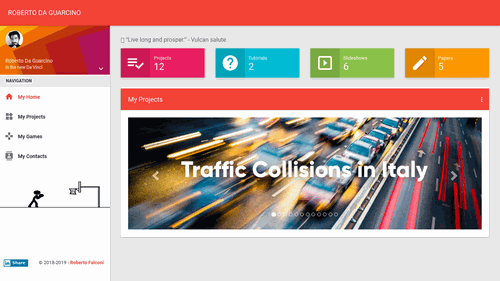 ROBERTO DA GUARCINO
"Live long and prosper." - Vulcan salute
Roberto Da Guarcino
is the new Da Vinci
Projects
12
Tutorials
2
Slideshows
6
Papers
5
NAVIGATION
My Home
My Projects
My Games
My Contacts
My Projects
Traffic Collisions in Italy
in Share
© 2018-2019 - Roberto Falconi